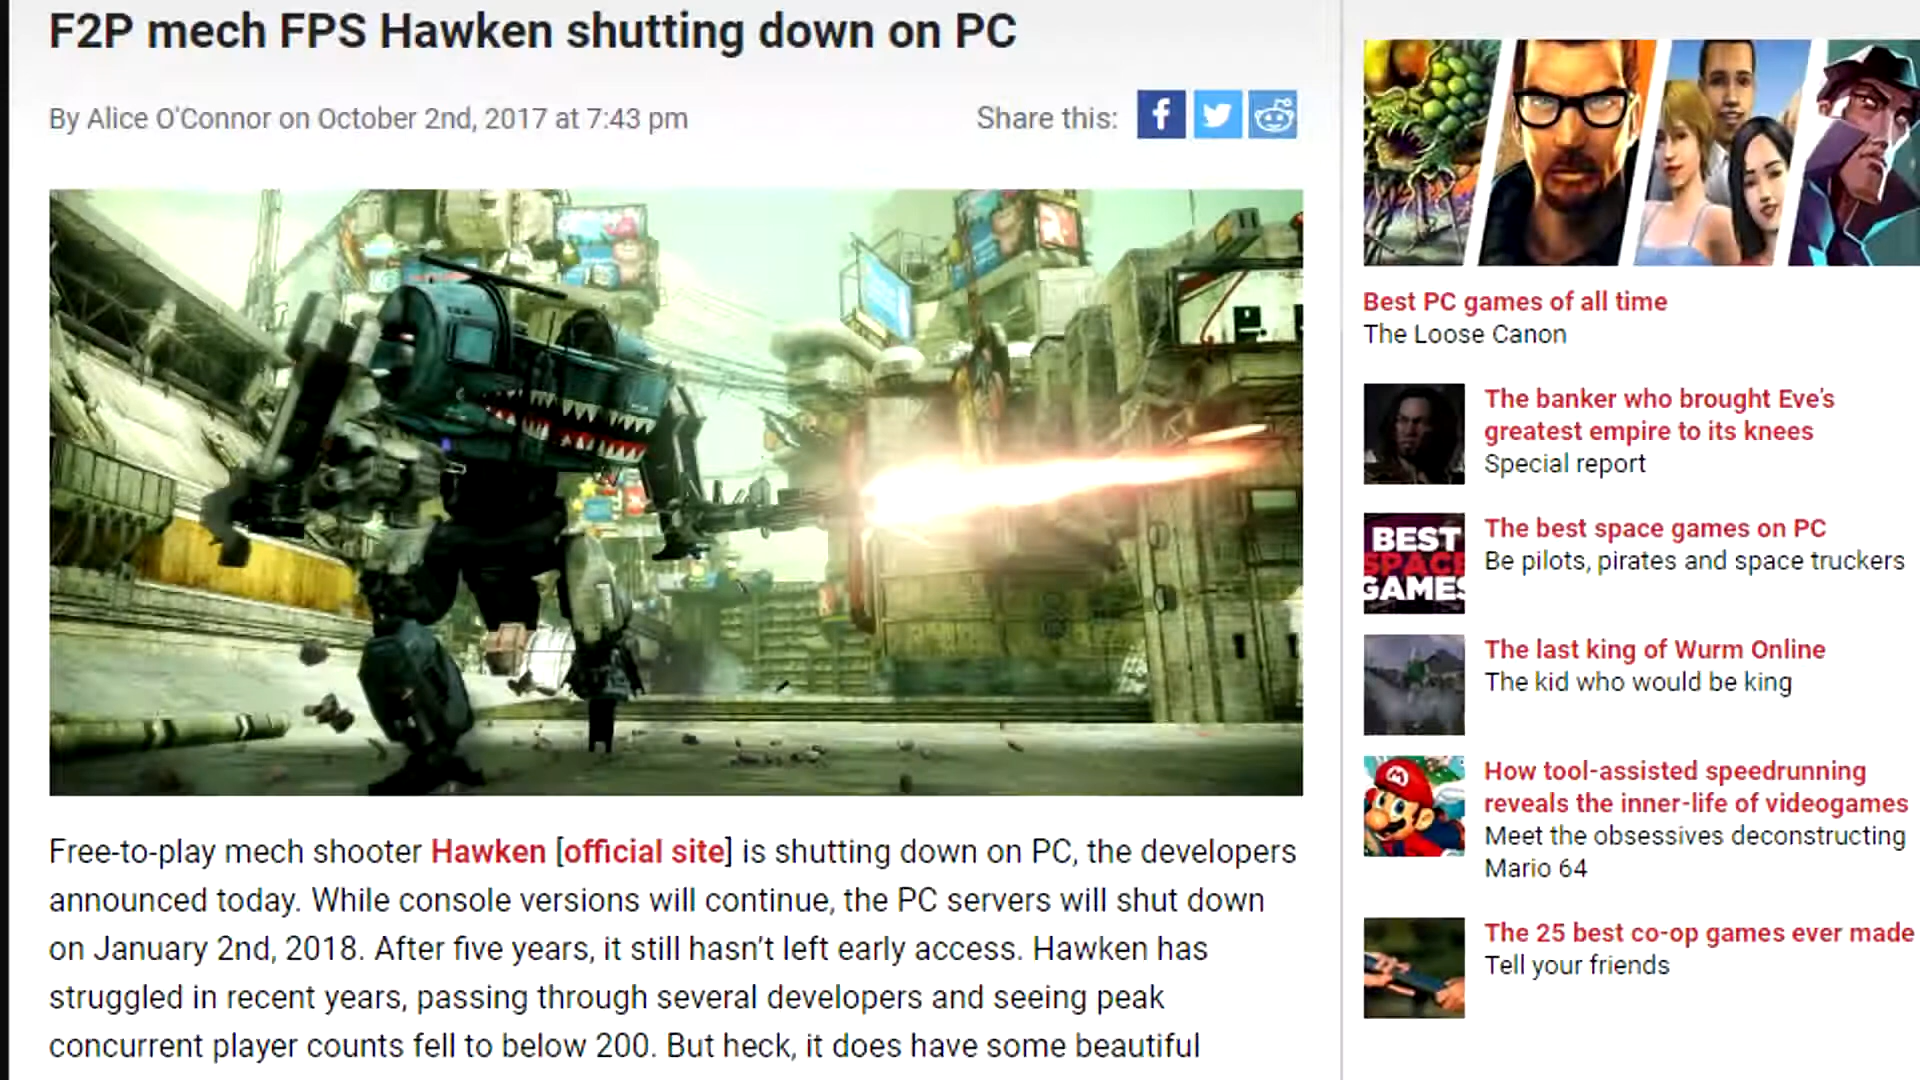 F2P mech FPS Hawken shutting down on PC
By Alice O'Connor on October 2nd, 2017 at 7:43 pm
Share this:
Free-to-play mech shooter Hawken [official site] is shutting down on PC, the developers
announced today. While console versions will continue, the PC servers will shut down
on January 2nd, 2018. After five years, it still hasn't left early access. Hawken has
struggled in recent years, passing through several developers and seeing peak
concurrent player counts fell to below 200. But heck, it does have some beautiful
Best PC games of all time
The Loose Canon
The banker who brought Eve's
greatest empire to its knees
Special report
BEST
SPACE
GAMES
The best space games on PC
Be pilots, pirates and space truckers
The last king of Wurm Online
The kid who would be king
How tool-assisted speedrunning
reveals the inner-life of videogames
Meet the obsessives deconstructing
Mario 64
The 25 best co-op games ever made
Tell your friends